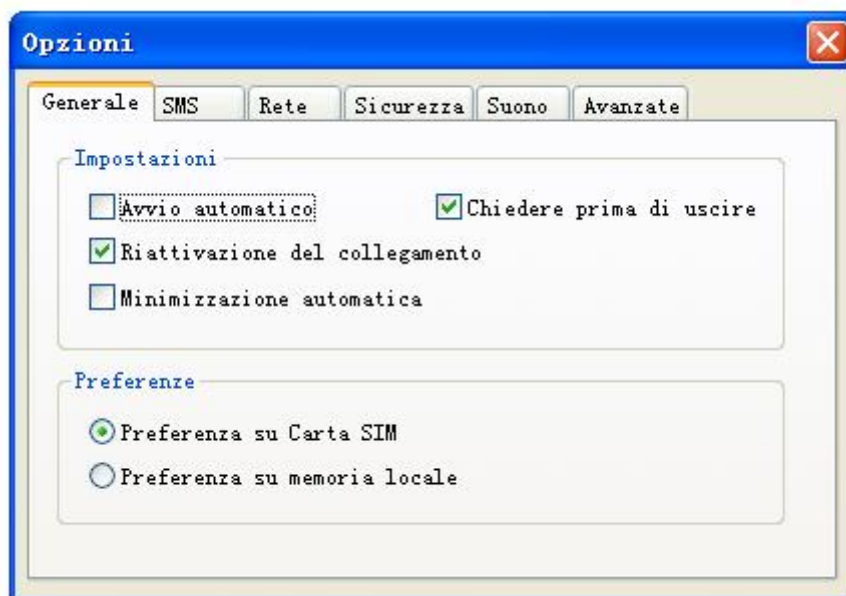 Opzioni
Generale SMS Rete Sicurezza Suono Avanzate
Impostazioni
Avvio automatico Chiedere prima di uscire
Riattivazione del collegamento
Minimizzazione automatica
Preferenze
Preferenza su Carta SIM
Preferenza su memoria locale